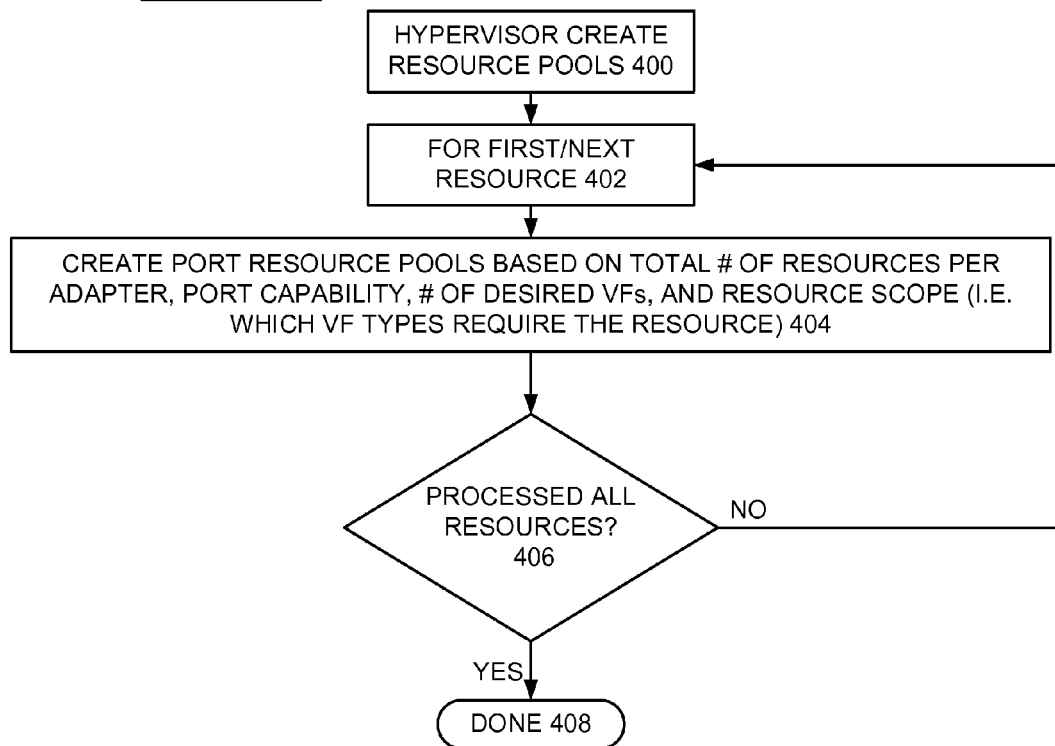 HYPERVISOR CREATE
RESOURCE POOLS 400
FOR FIRST/NEXT
RESOURCE 402
CREATE PORT RESOURCE POOLS BASED ON TOTAL # OF RESOURCES PER
ADAPTER, PORT CAPABILITY, # OF DESIRED VFs, AND RESOURCE SCOPE (I.E.
WHICH VF TYPES REQUIRE THE RESOURCE) 404
PROCESSED ALL
RESOURCES?
406
NO
YES
DONE 408